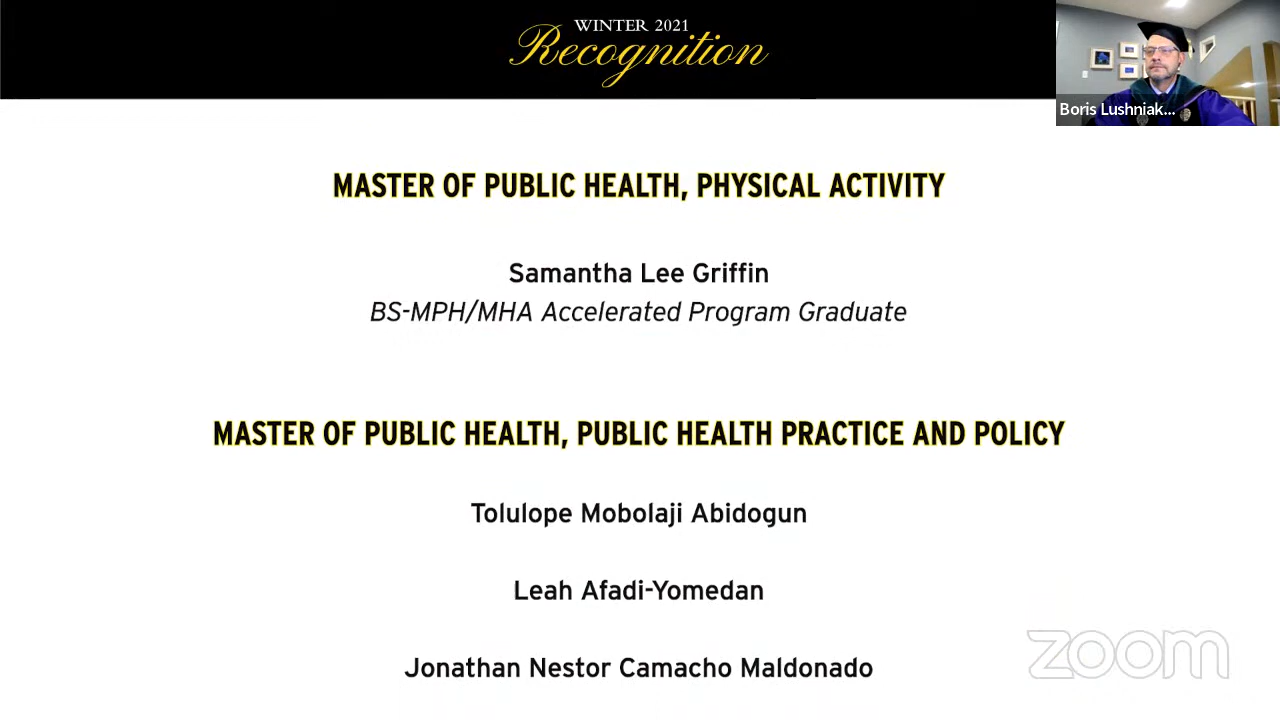 WINTER 2021
Recognition
Boris Lushniak...
MASTER OF PUBLIC HEALTH, PHYSICAL ACTIVITY
Samantha Lee Griffin
BS-MPH/MHA Accelerated Program Graduate
MASTER OF PUBLIC HEALTH, PUBLIC HEALTH PRACTICE AND POLICY
Tolulope Mobolaji Abidogun
Leah Afadi-Yomedan
Jonathan Nestor Camacho Maldonado
zoom